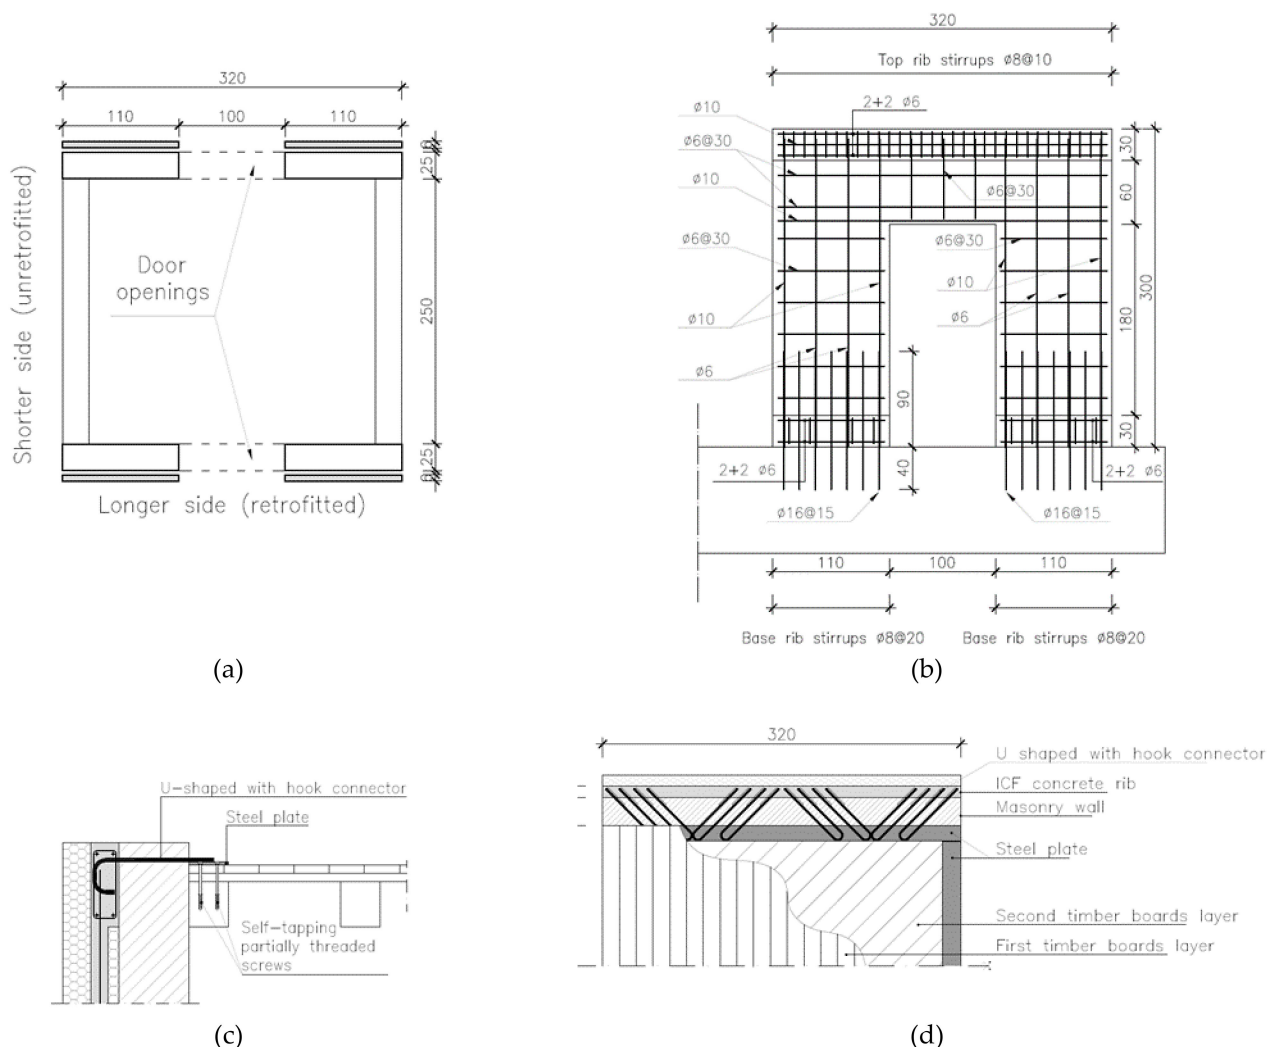 320
110
100
110
25
250
25
Shorter side (unretrofitted)
Door
openings
Longer side (retrofitted)
(a)
320
Top rib stirrups Ø8@10
2+2 Ø6
Ø10
Ø6@30
Ø10
Ø6@30
Ø10
Ø6
Ø6@30
Ø6@30
Ø10
Ø6
30
60
180
300
30
90
40
2+2 Ø6
2+2 Ø6
Ø16@15
Ø16@15
110
100
110
Base rib stirrups Ø8@20
Base rib stirrups Ø8@20
(b)
U-shaped with hook connector
Steel plate
Self-tapping
partially threaded
screws
(c)
320
U shaped with hook connector
ICF concrete rib
Masonry wall
Steel plate
Second timber boards layer
First timber boards layer
(d)